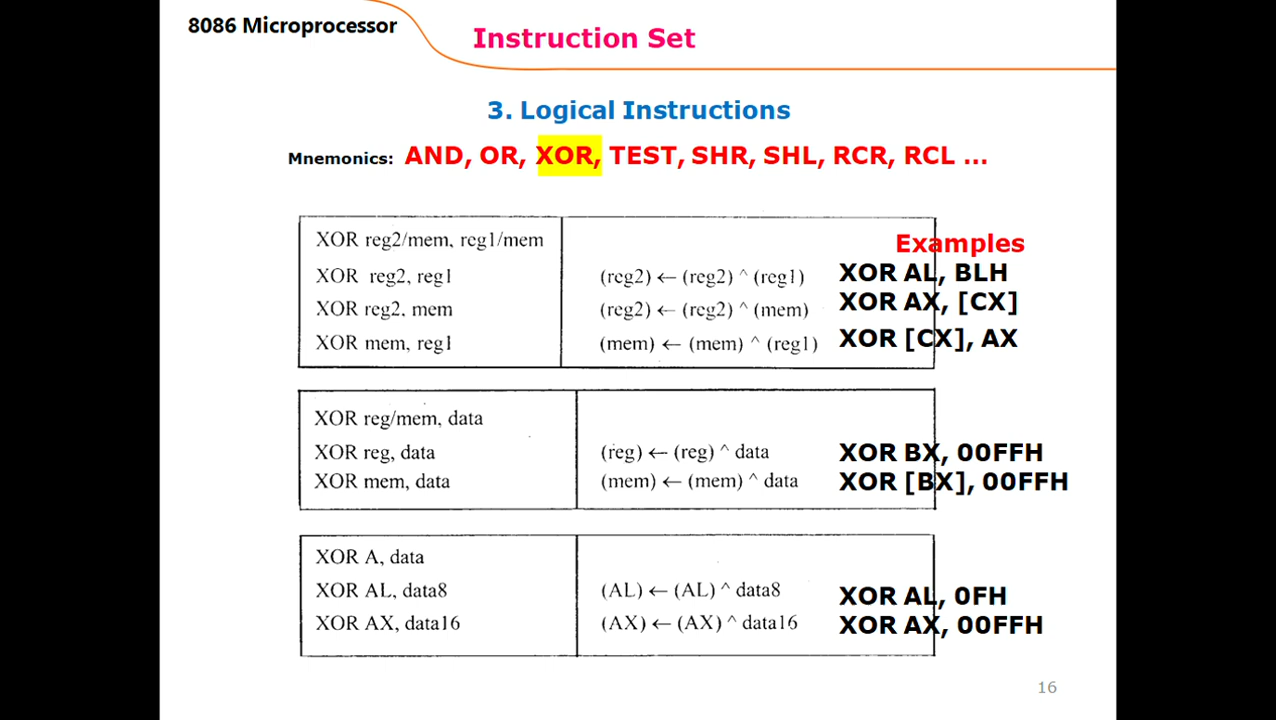 8086 Microprocessor
Instruction Set
3. Logical Instructions
Mnemonics: AND, OR, XOR, TEST, SHR, SHL, RCR, RCL ...
XOR reg2/mem, reg1/mem
Examples
XOR reg2, reg1 (reg2) ← (reg2) ^ (reg1) XOR AL, BLH
XOR reg2, mem (reg2) ← (reg2) ^ (mem) XOR AX, [CX]
XOR mem, reg1 (mem) ← (mem) ^ (reg1) XOR [CX], AX
XOR reg/mem, data
XOR reg, data (reg) ← (reg) ^ data XOR BX, 00FFH
XOR mem, data (mem) ← (mem) ^ data XOR [BX], 00FFH
XOR A, data
XOR AL, data8 (AL) ← (AL) ^ data8 XOR AL, 0FH
XOR AX, data16 (AX) ← (AX) ^ data16 XOR AX, 00FFH
16